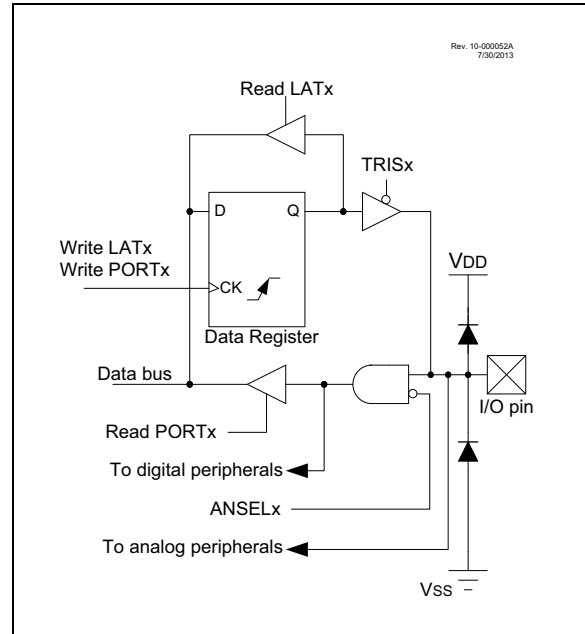 Rev. 10-000052A
7/30/2013
Read LATx
TRISx
D
Q
Write LATx
Write PORTx
CK
VDD
Data Register
Data bus
I/O pin
Read PORTx
To digital peripherals
ANSELx
To analog peripherals
VSS